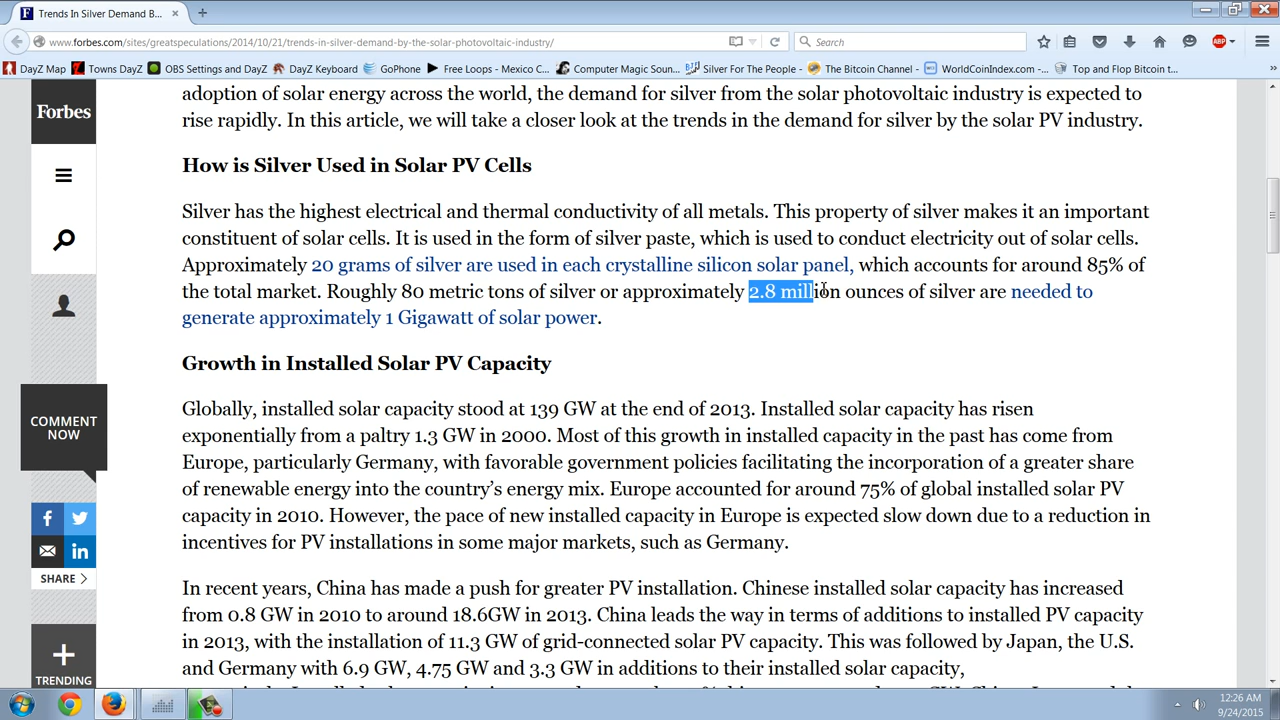 Trends In Silver Demand B...
www.forbes.com/sites/greatspeculations/2014/10/21/trends-in-silver-demand-by-the-solar-photovoltaic-industry/
Search
ABP
DayZ Map
Towns DayZ
OBS Settings and DayZ
DayZ Keyboard
GoPhone
Free Loops - Music, C...
Computer Magic Soun...
Silver For The People -
The Bitcoin Channel -
WorldCoinIndex.com -...
Top and Flop Bitcoin t...
Forbes
adoption of solar energy across the world, the demand for silver from the solar photovoltaic industry is expected to
rise rapidly. In this article, we will take a closer look at the trends in the demand for silver by the solar PV industry.
How is Silver Used in Solar PV Cells
Silver has the highest electrical and thermal conductivity of all metals. This property of silver makes it an important
constituent of solar cells. It is used in the form of silver paste, which is used to conduct electricity out of solar cells.
Approximately 20 grams of silver are used in each crystalline silicon solar panel, which accounts for around 85% of
the total market. Roughly 80 metric tons of silver or approximately 2.8 million ounces of silver are needed to
generate approximately 1 Gigawatt of solar power.
Growth in Installed Solar PV Capacity
Globally, installed solar capacity stood at 139 GW at the end of 2013. Installed solar capacity has risen
exponentially from a paltry 1.3 GW in 2000. Most of this growth in installed capacity in the past has come from
Europe, particularly Germany, with favorable government policies facilitating the incorporation of a greater share
of renewable energy into the country's energy mix. Europe accounted for around 75% of global installed solar PV
capacity in 2010. However, the pace of new installed capacity in Europe is expected slow down due to a reduction in
incentives for PV installations in some major markets, such as Germany.
In recent years, China has made a push for greater PV installation. Chinese installed solar capacity has increased
from 0.8 GW in 2010 to around 18.6GW in 2013. China leads the way in terms of additions to installed PV capacity
in 2013, with the installation of 11.3 GW of grid-connected solar PV capacity. This was followed by Japan, the U.S.
and Germany with 6.9 GW, 4.75 GW and 3.3 GW in additions to their installed solar capacity,
COMMENT
NOW
SHARE
TRENDING
12:26 AM
9/24/2015